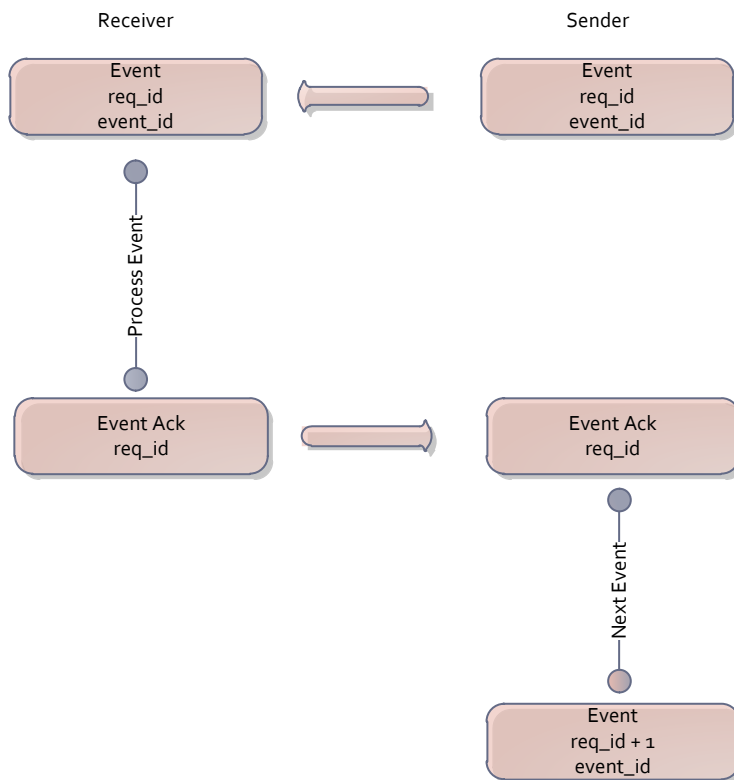 Receiver
Sender
Event
req_id
event_id
Event
req_id
event_id
Process Event
Event Ack
req_id
Event Ack
req_id
Next Event
Event
req_id + 1
event_id